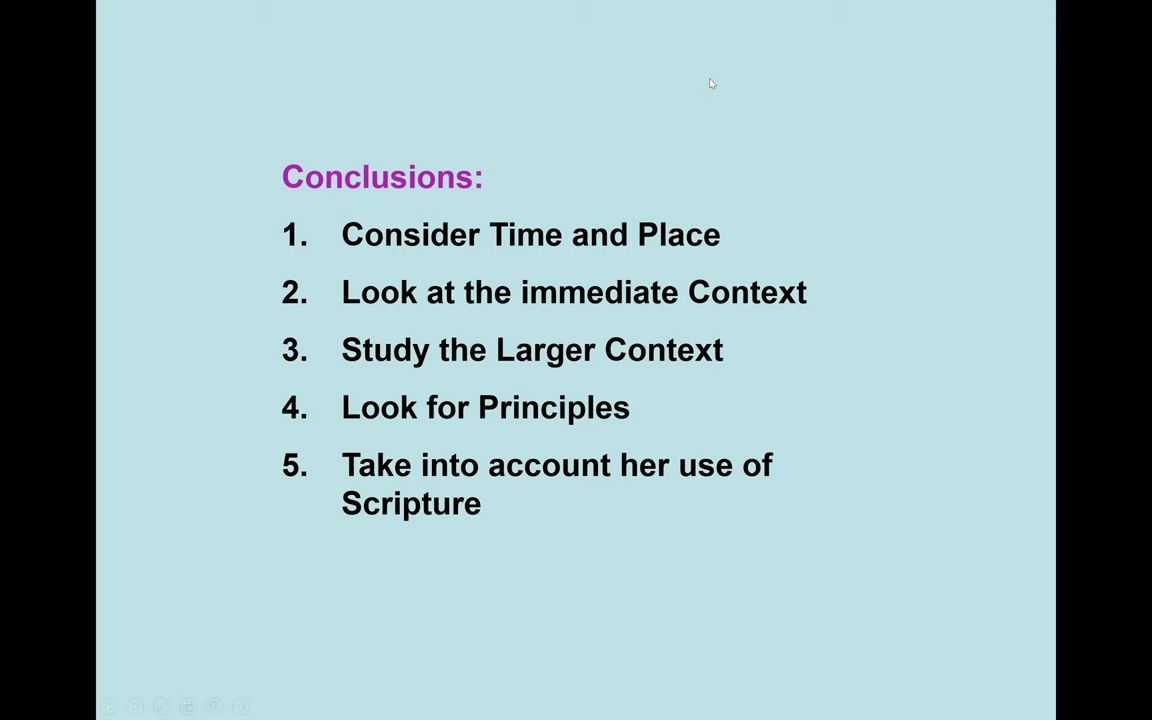 Conclusions:
1. Consider Time and Place
2. Look at the immediate Context
3. Study the Larger Context
4. Look for Principles
5. Take into account her use of
Scripture